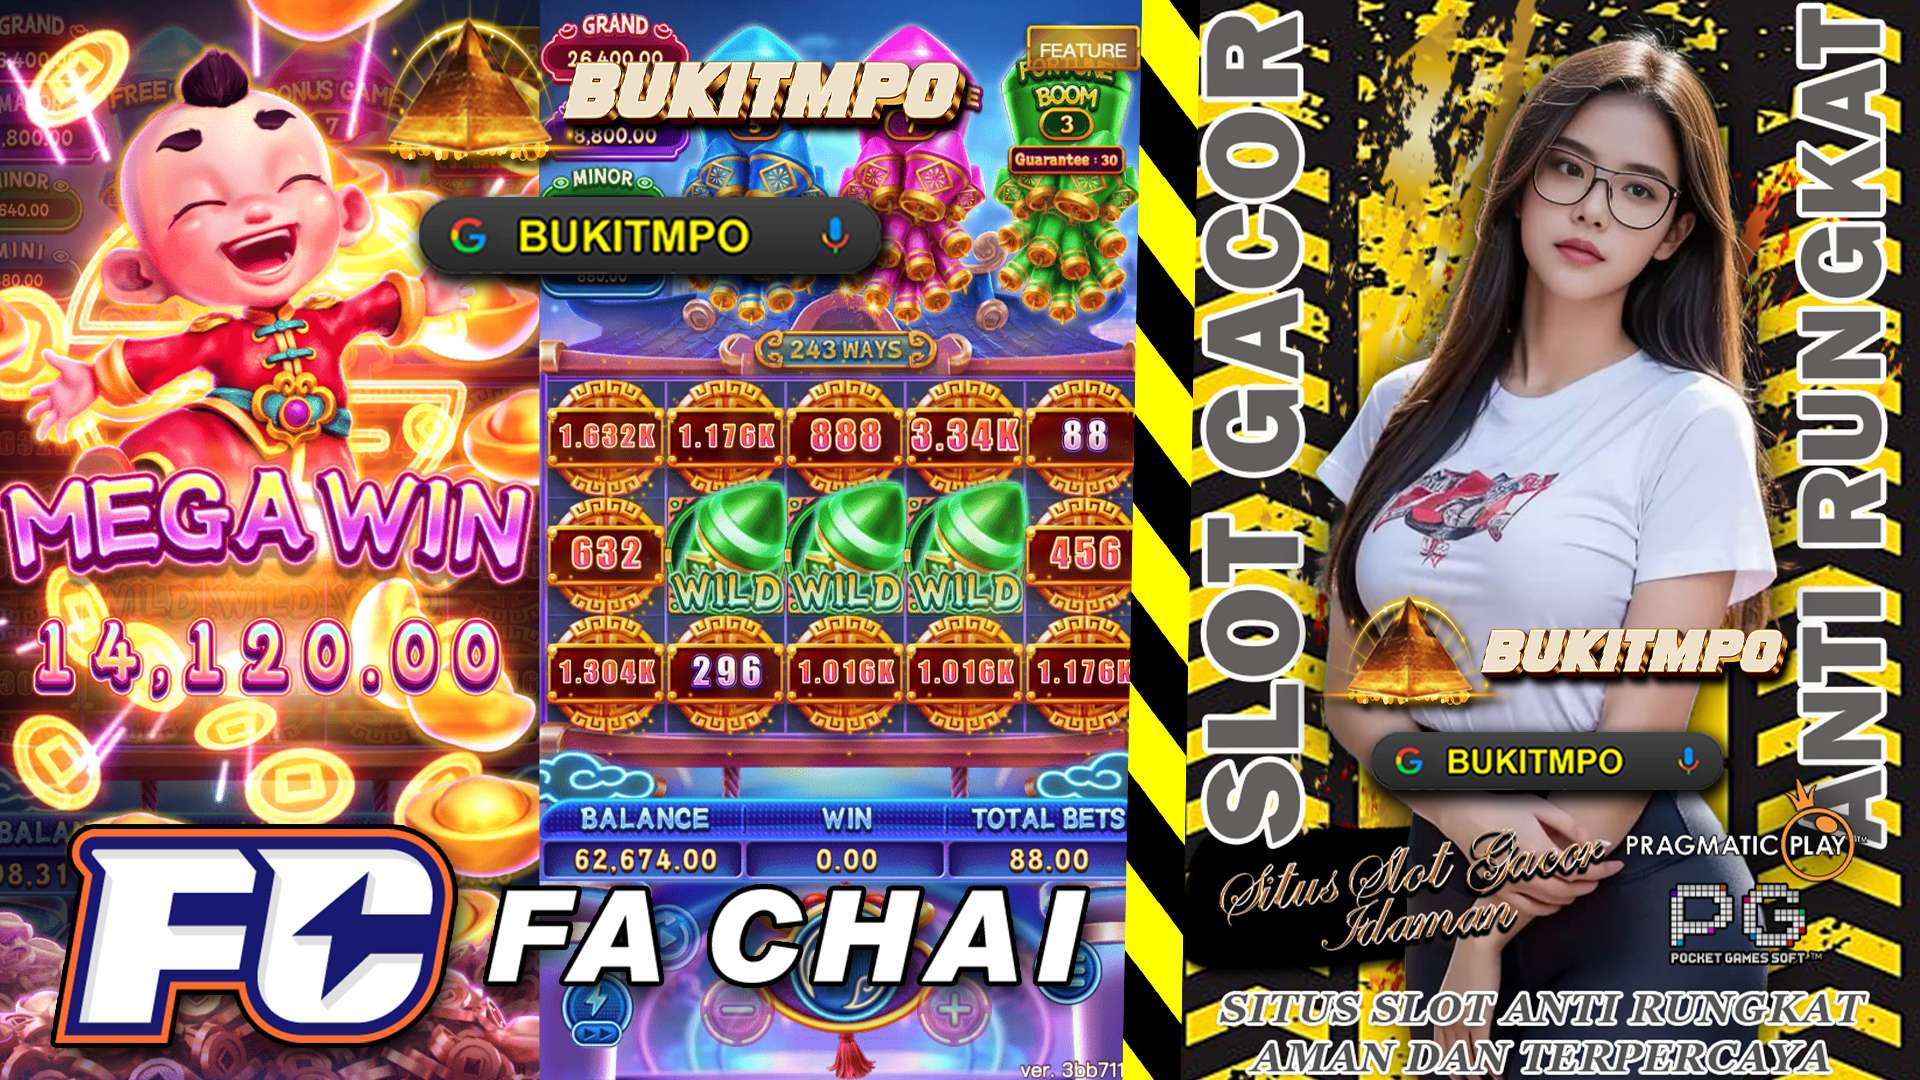 GRAND
MEGA WIN
14,120.00
FC FA CHAI
GRAND
26,400.00
BUKITMPO
8,800.00
MINOR
G BUKITMPO
FEATURE
FORTUNE
BOOM
3
Guarantee : 30
243 WAYS
1.632K 1.176K 888 3.34K 88
632 WILD WILD WILD 456
1.304K 296 1.016K 1.016K 1.176K
BALANCE WIN TOTAL BETS
62,674.00 0.00 88.00
ver. 3bb711
SLOT GACOR
ANTI RUNGKAT
BUKITMPO
G BUKITMPO
Situs Slot Gacor
Idaman
PRAGMATIC PLAY™
PG
POCKET GAMES SOFT™
SITUS SLOT ANTI RUNGKAT
AMAN DAN TERPERCAYA